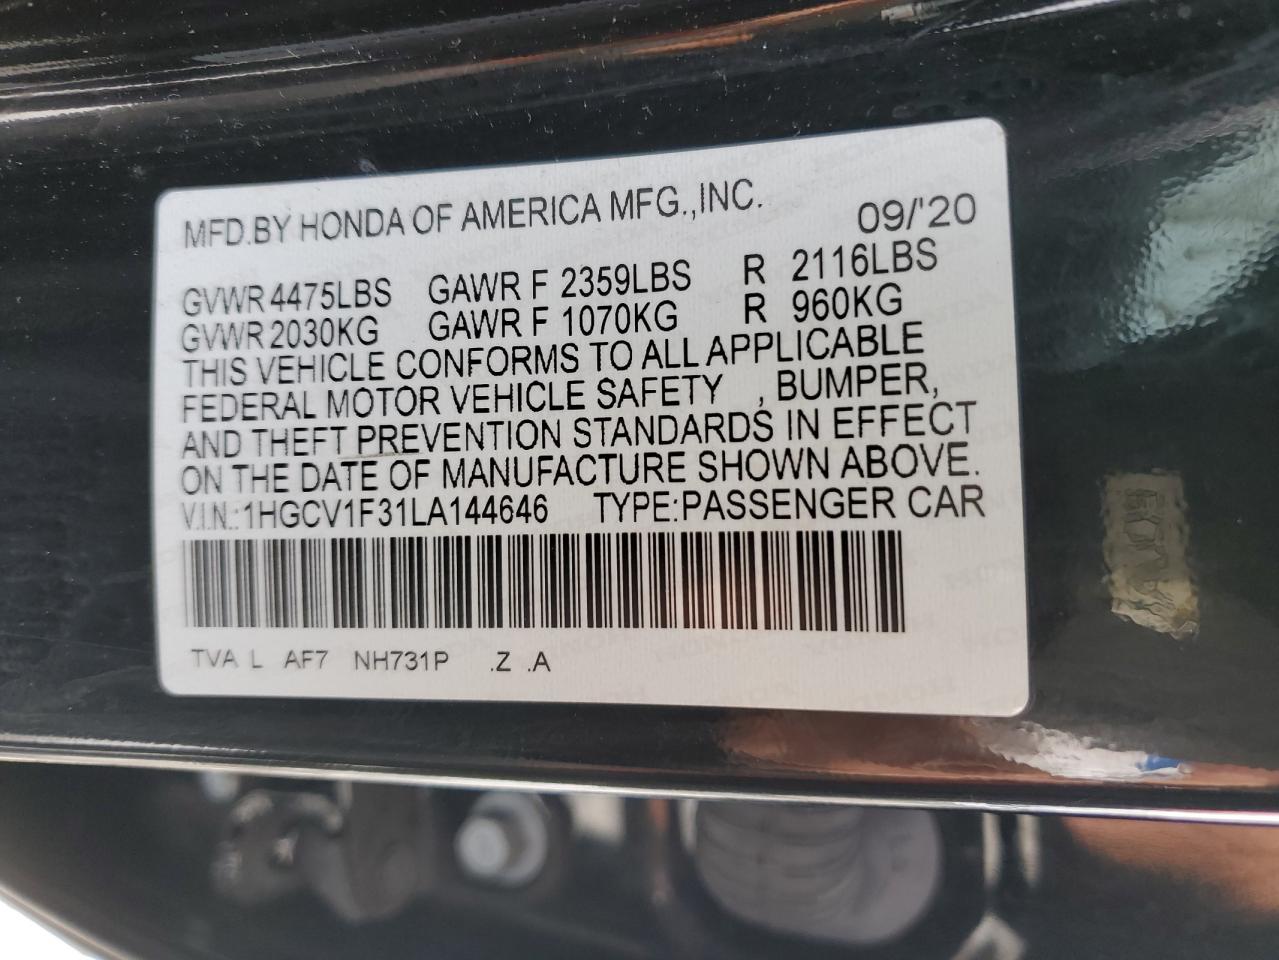 MFD.BY HONDA OF AMERICA MFG.,INC.
09/'20
GVWR 4475LBS GAWR F 2359LBS R 2116LBS
GVWR 2030KG GAWR F 1070KG R 960KG
THIS VEHICLE CONFORMS TO ALL APPLICABLE
FEDERAL MOTOR VEHICLE SAFETY , BUMPER,
AND THEFT PREVENTION STANDARDS IN EFFECT
ON THE DATE OF MANUFACTURE SHOWN ABOVE.
V.I.N.:1HGCV1F31LA144646 TYPE:PASSENGER CAR
TVA L AF7 NH731P .Z .A